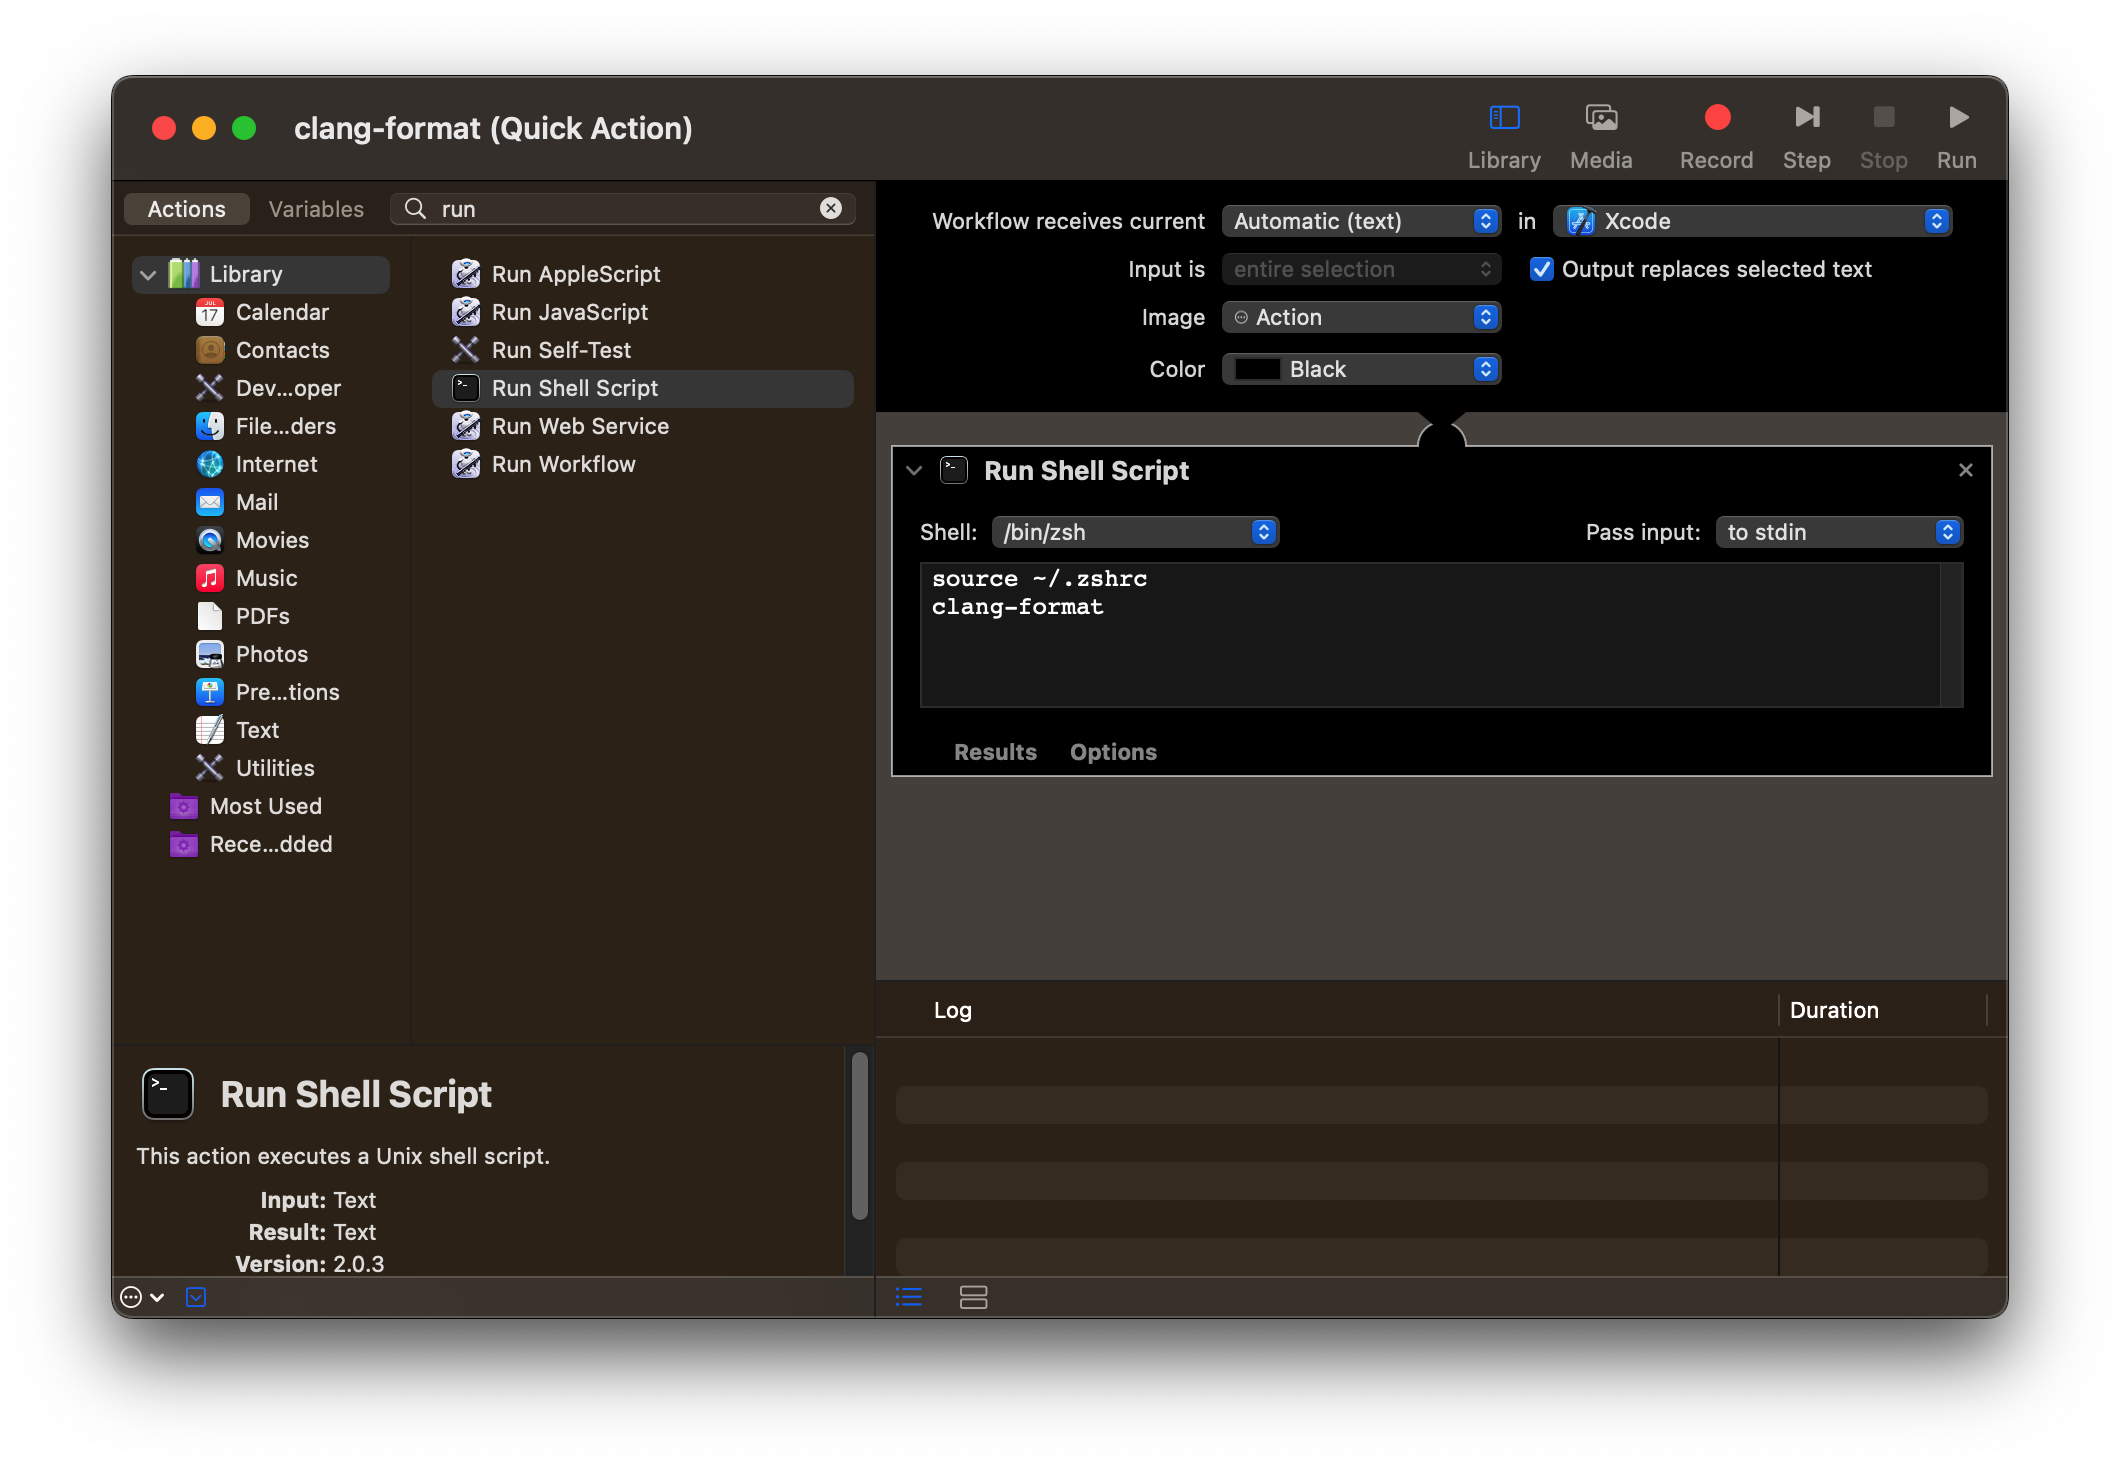 clang-format (Quick Action)
Library
Media
Record
Step
Stop
Run
Actions
Variables
run
Library
JUL
17
Calendar
Contacts
Dev...oper
File...ders
Internet
Mail
Movies
Music
PDFs
Photos
Pre...tions
Text
Utilities
Most Used
Rece...dded
Run AppleScript
Run JavaScript
Run Self-Test
Run Shell Script
Run Web Service
Run Workflow
Run Shell Script
This action executes a Unix shell script.
Input: Text
Result: Text
Version: 2.0.3
Workflow receives current Automatic (text) in Xcode
Input is entire selection Output replaces selected text
Image Action
Color Black
Run Shell Script
Shell: /bin/zsh Pass input: to stdin
source ~/.zshrc
clang-format
Results Options
Log Duration